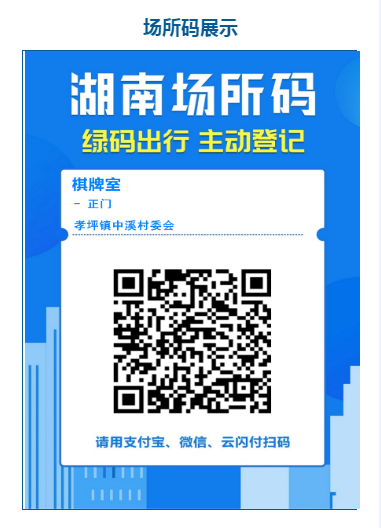 场所码展示
湖南场所码
绿码出行 主动登记
棋牌室
- 正门
孝坪镇中溪村委会
请用支付宝、微信、云闪付扫码